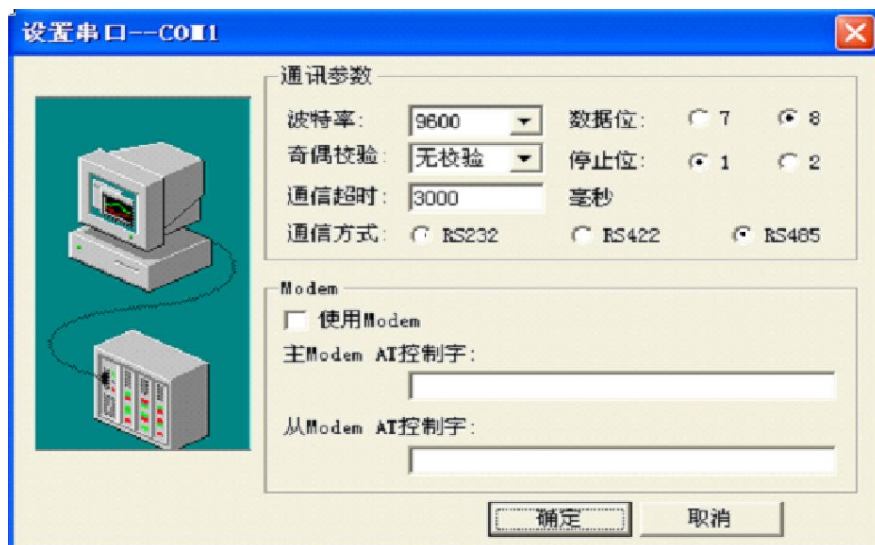 设置串口--COM1
通讯参数
波特率: 9600 数据位: 7 8
奇偶校验: 无校验 停止位: 1 2
通信超时: 3000 毫秒
通信方式: RS232 RS422 RS485
Modem
使用Modem
主Modem AT控制字:
从Modem AT控制字:
确定 取消